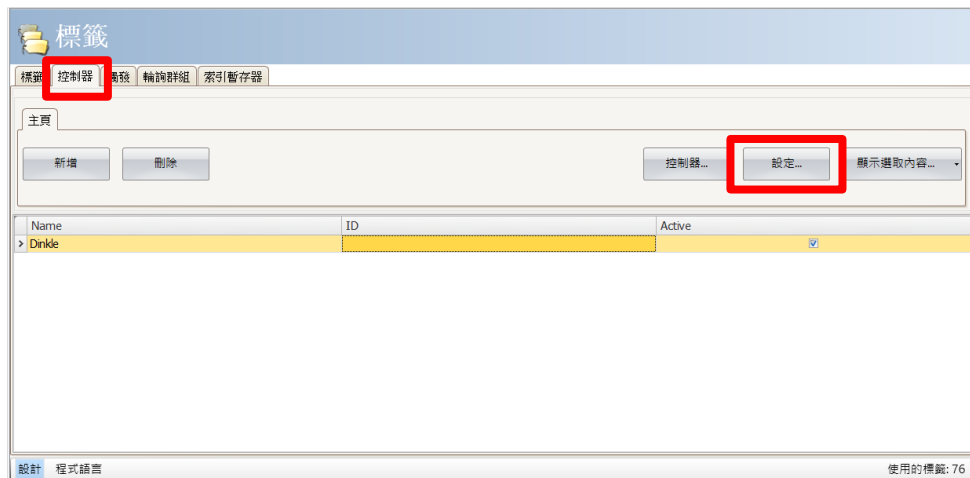 標籤
標籤 控制器 觸發 輪詢群組 索引暫存器
主頁
新增 刪除 控制器... 設定... 顯示選取內容...
Name ID Active
Dinkle
設計 程式語言 使用的標籤: 76